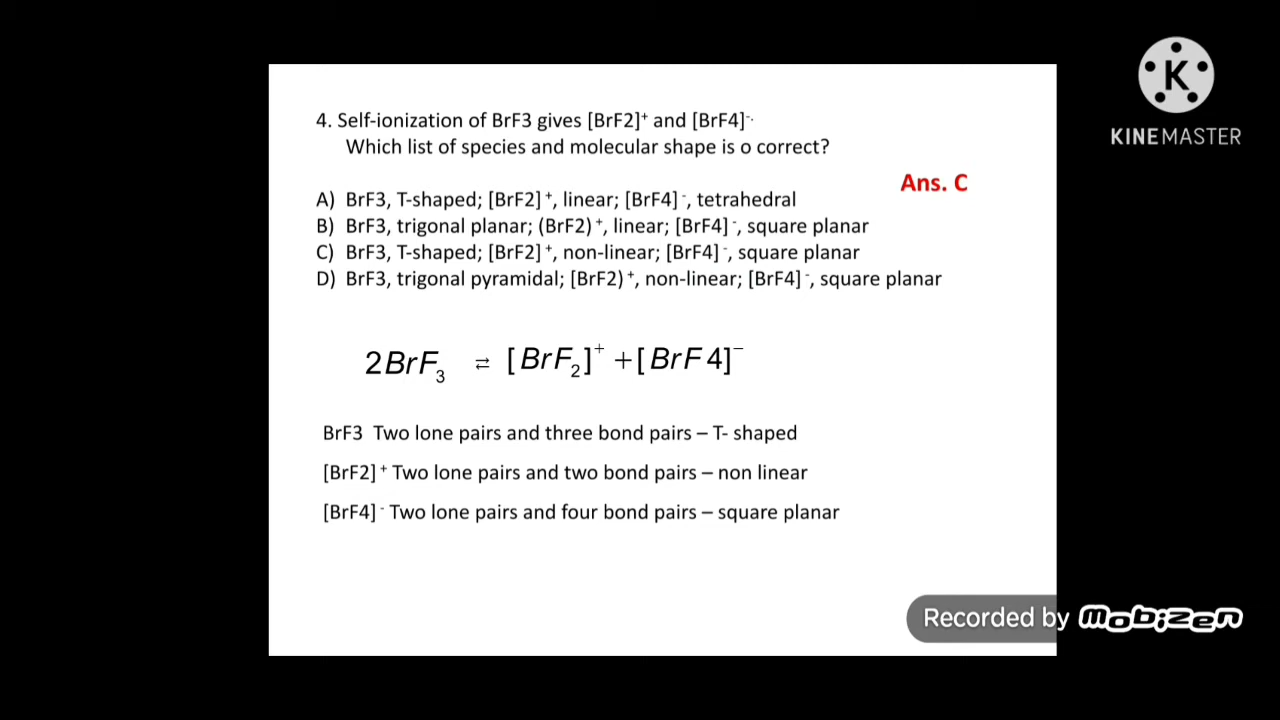 K
KINEMASTER
4. Self-ionization of BrF3 gives [BrF2]⁺ and [BrF4]⁻·
Which list of species and molecular shape is o correct?
Ans. C
A) BrF3, T-shaped; [BrF2]⁺, linear; [BrF4]⁻, tetrahedral
B) BrF3, trigonal planar; (BrF2)⁺, linear; [BrF4]⁻, square planar
C) BrF3, T-shaped; [BrF2]⁺, non-linear; [BrF4]⁻, square planar
D) BrF3, trigonal pyramidal; [BrF2)⁺, non-linear; [BrF4]⁻, square planar
2BrF₃ ⇄ [BrF₂]⁺ +[BrF4]⁻
BrF3 Two lone pairs and three bond pairs – T- shaped
[BrF2]⁺ Two lone pairs and two bond pairs – non linear
[BrF4]⁻ Two lone pairs and four bond pairs – square planar
Recorded by Mobizen